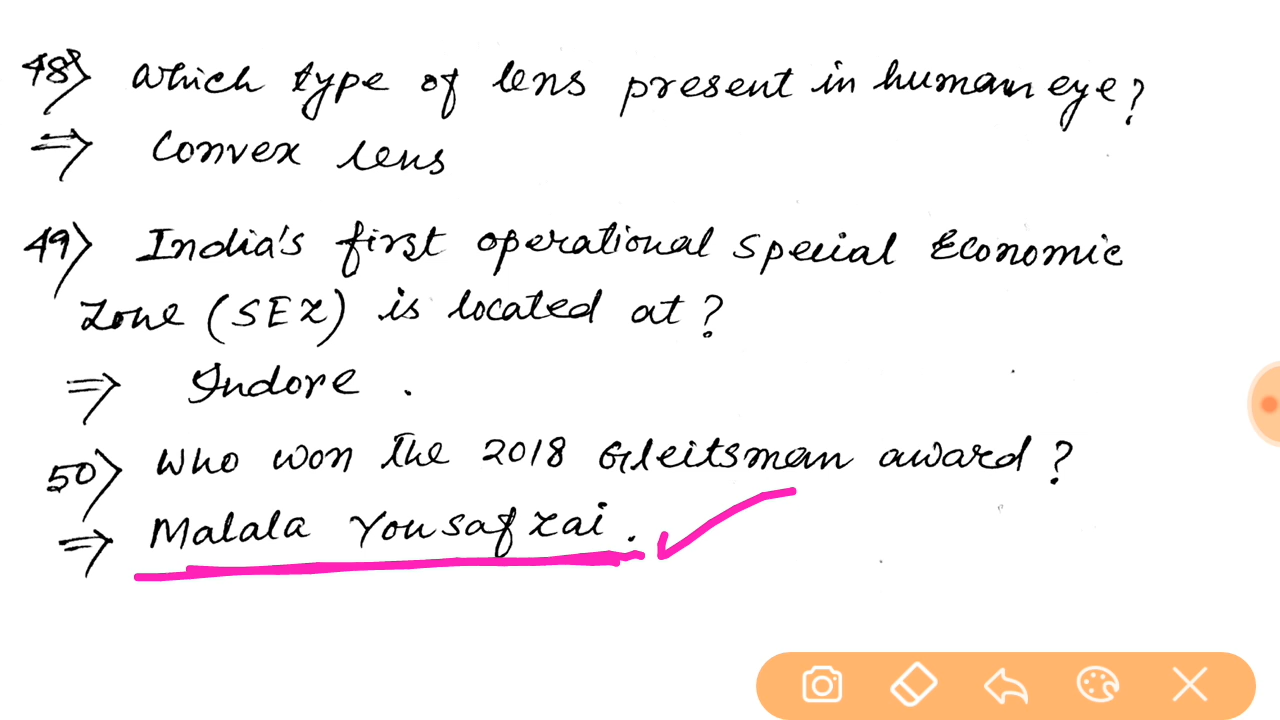 48) Which type of lens present in human eye?
⇒ Convex lens
49) India's first operational Special Economic
Zone (SEZ) is located at?
⇒ Indore.
50) Who won the 2018 Gleitsman award?
⇒ Malala Yousafzai.